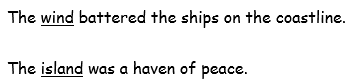 The wind battered the ships on the coastline.
The island was a haven of peace.